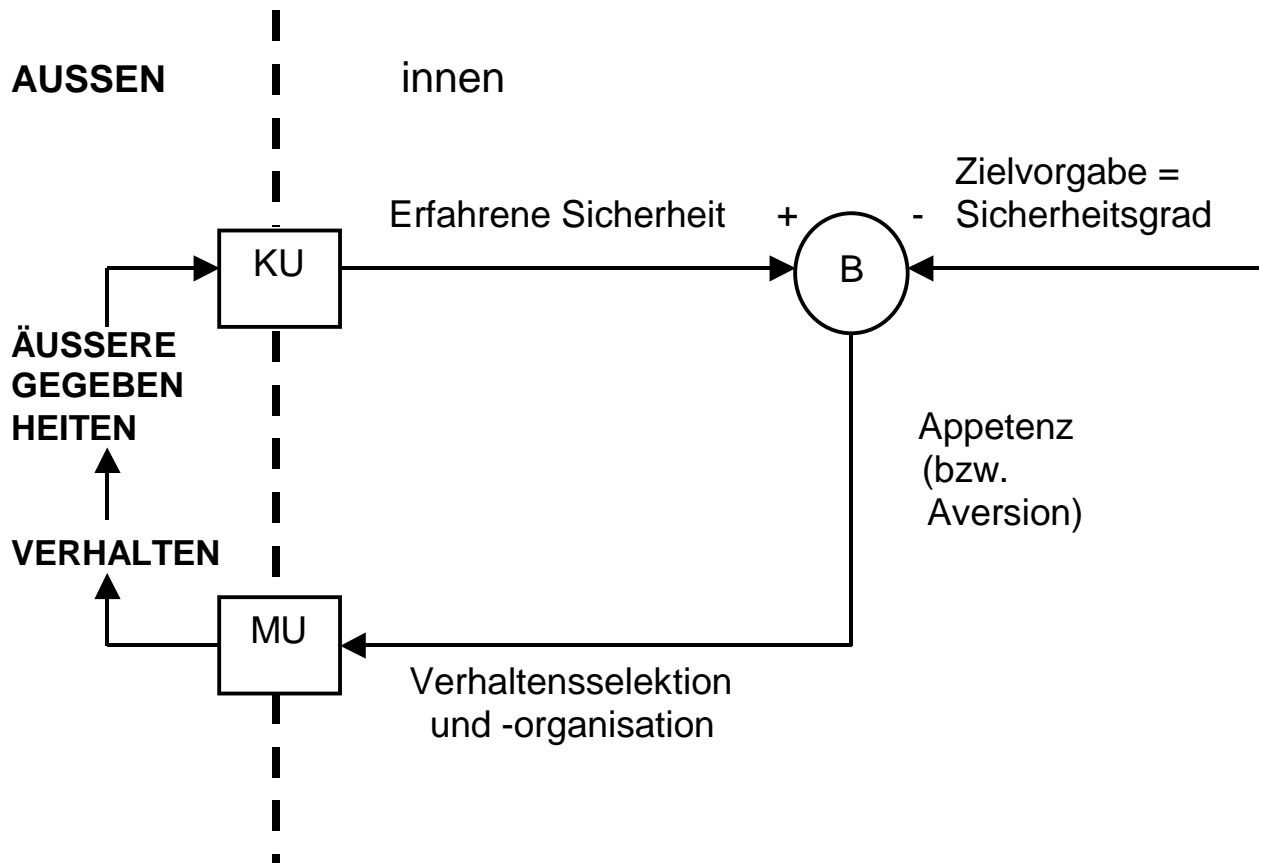 AUSSEN
innen
Zielvorgabe =
Sicherheitsgrad
Erfahrene Sicherheit
+
-
KU
B
ÄUSSERE
GEGEBEN
HEITEN
Appetenz
(bzw.
Aversion)
VERHALTEN
MU
Verhaltensselektion
und -organisation